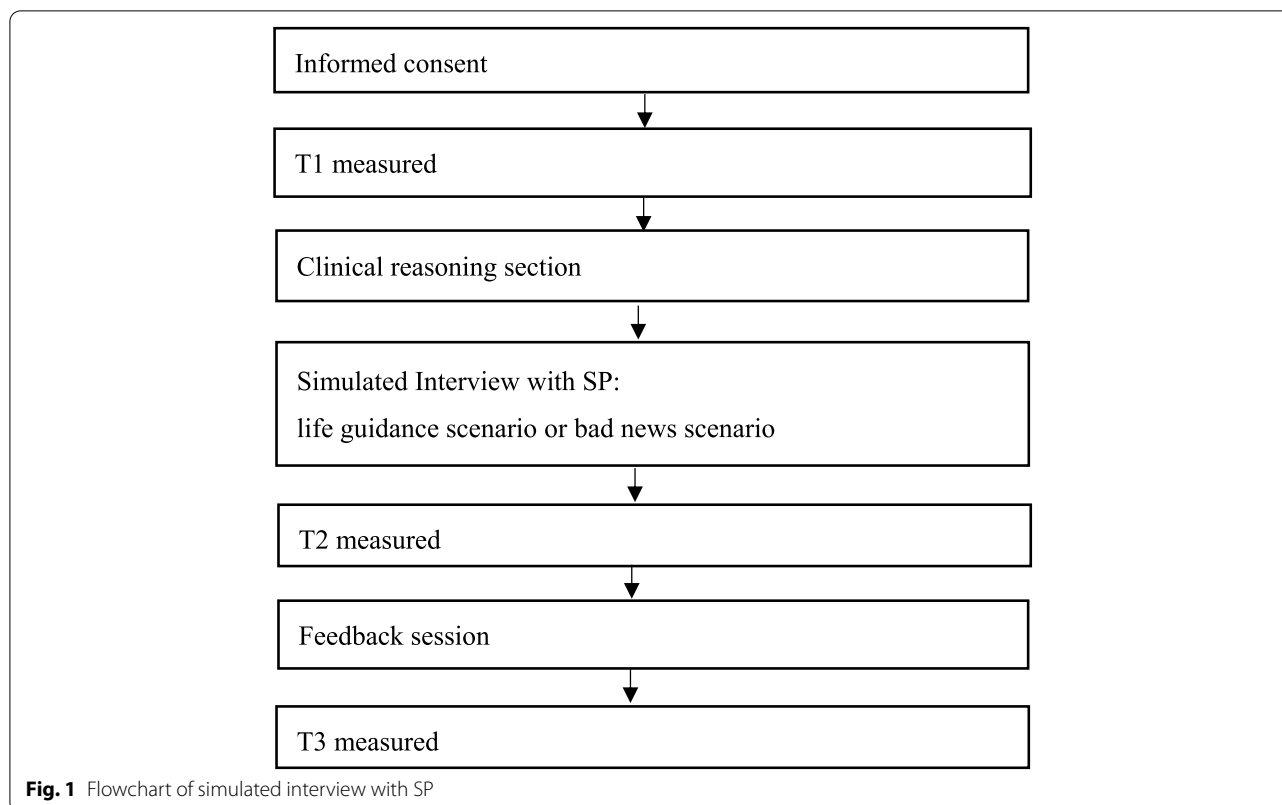 Informed consent
T1 measured
Clinical reasoning section
Simulated Interview with SP:
life guidance scenario or bad news scenario
T2 measured
Feedback session
T3 measured
Fig. 1 Flowchart of simulated interview with SP